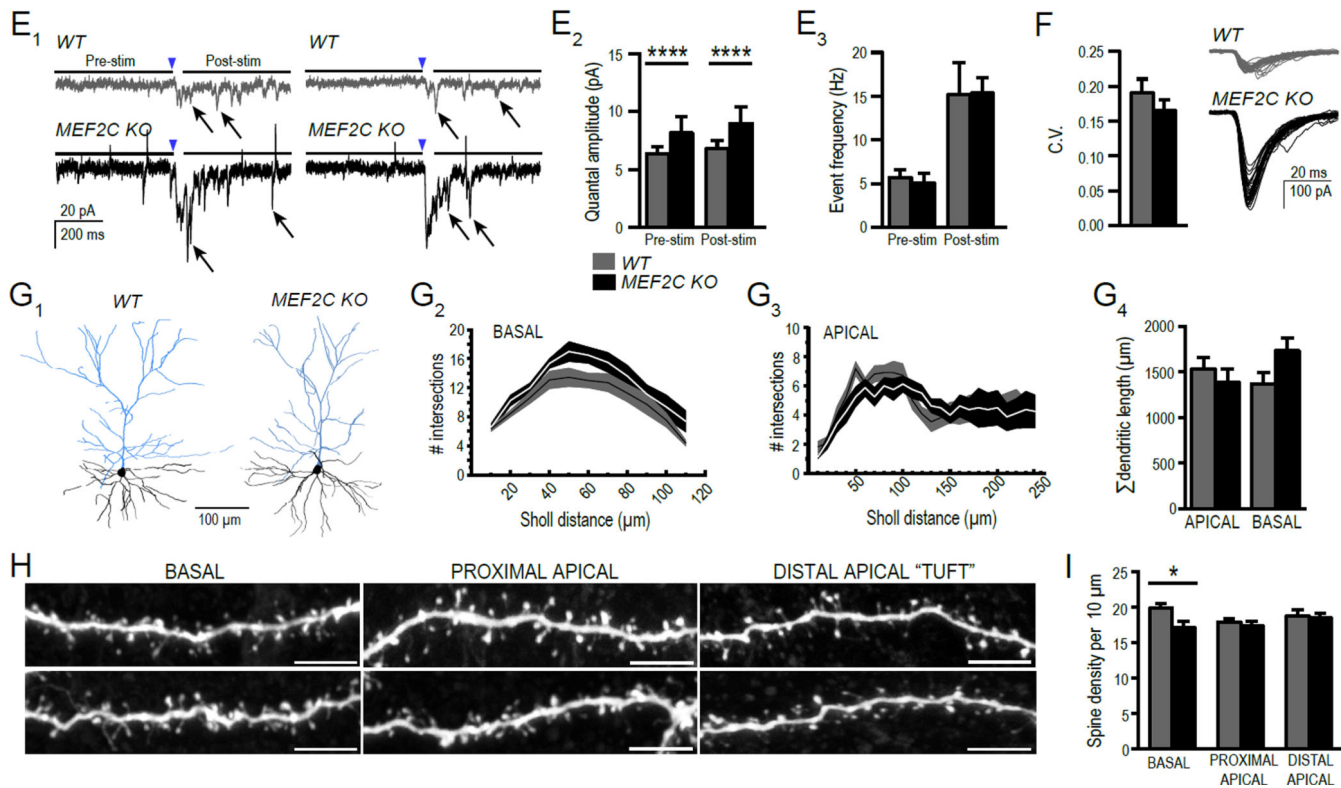 E1
WT
Pre-stim
Post-stim
WT
MEF2C KO
MEF2C KO
20 pA
200 ms
E2
**** ****
Quantal amplitude (pA)
15
10
5
0
Pre-stim Post-stim
E3
Event frequency (Hz)
20
15
10
5
0
Pre-stim Post-stim
WT
MEF2C KO
F
C.V.
0.25
0.20
0.15
0.10
0.05
0.00
WT
MEF2C KO
20 ms
100 pA
G1
WT
MEF2C KO
100 µm
G2
BASAL
# intersections
20
18
16
12
8
4
0
20 40 60 80 100 120
Sholl distance (µm)
G3
APICAL
# intersections
10
8
6
4
2
0
50 100 150 200 250
Sholl distance (µm)
G4
∑dendritic length (µm)
2000
1500
1000
500
0
APICAL BASAL
H
BASAL
PROXIMAL APICAL
DISTAL APICAL "TUFT"
I
*
Spine density per 10 µm
25
20
15
10
5
0
BASAL
PROXIMAL APICAL
DISTAL APICAL